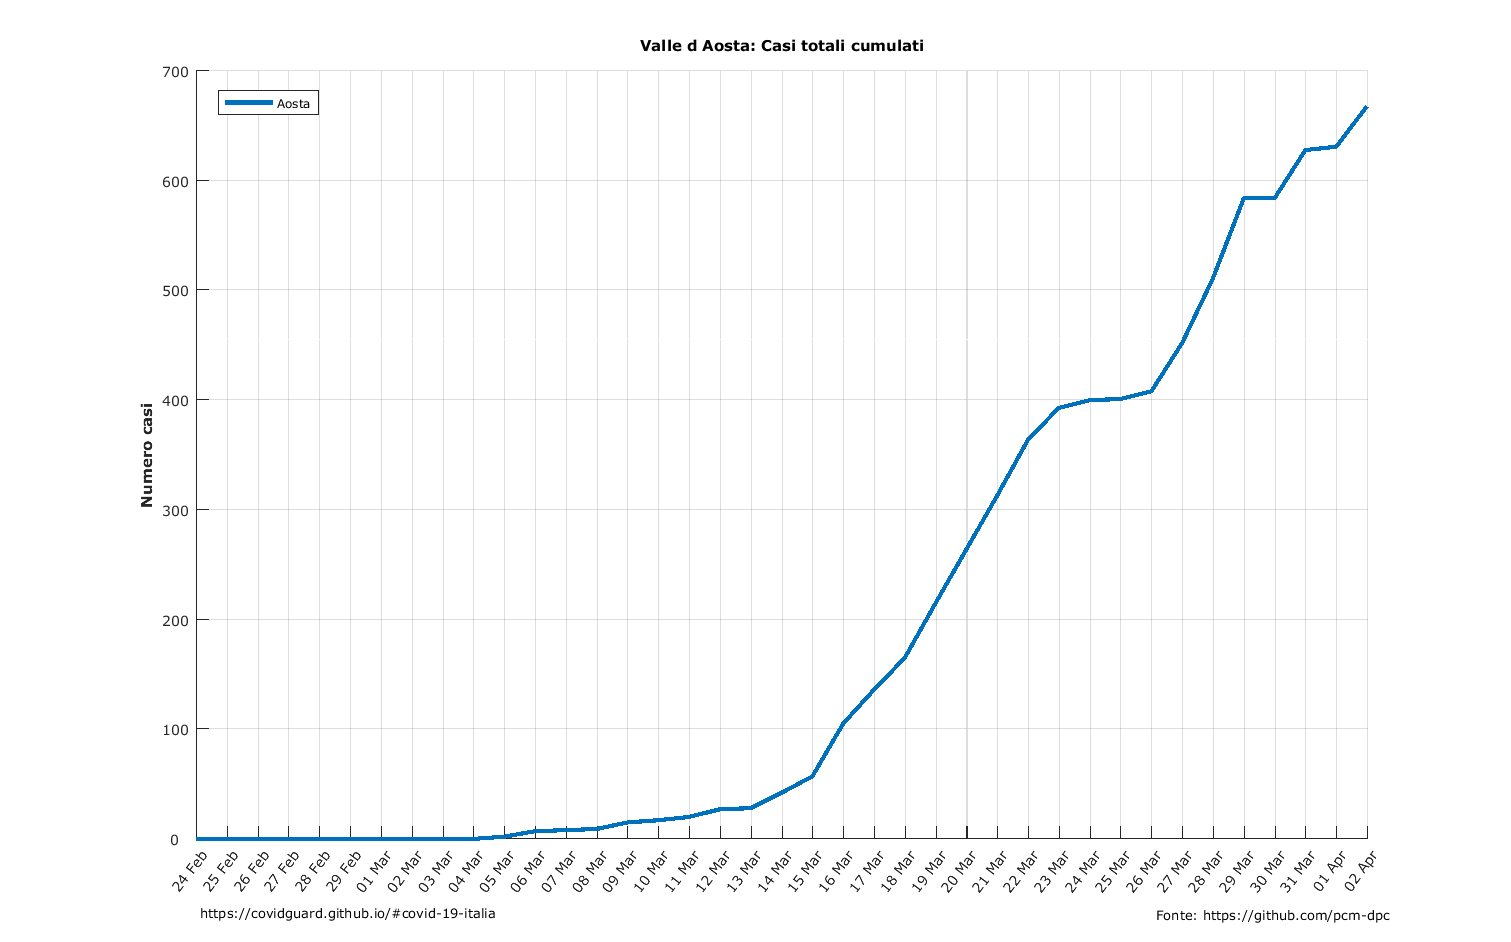 Valle d Aosta: Casi totali cumulati
Aosta
Numero casi
700
600
500
400
300
200
100
0
24 Feb
25 Feb
26 Feb
27 Feb
28 Feb
29 Feb
01 Mar
02 Mar
03 Mar
04 Mar
05 Mar
06 Mar
07 Mar
08 Mar
09 Mar
10 Mar
11 Mar
12 Mar
13 Mar
14 Mar
15 Mar
16 Mar
17 Mar
18 Mar
19 Mar
20 Mar
21 Mar
22 Mar
23 Mar
24 Mar
25 Mar
26 Mar
27 Mar
28 Mar
29 Mar
30 Mar
31 Mar
01 Apr
02 Apr
https://covidguard.github.io/#covid-19-italia
Fonte: https://github.com/pcm-dpc